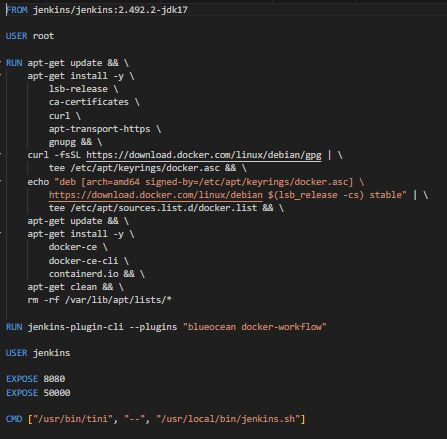 FROM jenkins/jenkins:2.492.2-jdk17

USER root

RUN apt-get update && \
    apt-get install -y \
        lsb-release \
        ca-certificates \
        curl \
        apt-transport-https \
        gnupg && \
    curl -fsSL https://download.docker.com/linux/debian/gpg | \
        tee /etc/apt/keyrings/docker.asc && \
    echo "deb [arch=amd64 signed-by=/etc/apt/keyrings/docker.asc] \
        https://download.docker.com/linux/debian $(lsb_release -cs) stable" | \
        tee /etc/apt/sources.list.d/docker.list && \
    apt-get update && \
    apt-get install -y \
        docker-ce \
        docker-ce-cli \
        containerd.io && \
    apt-get clean && \
    rm -rf /var/lib/apt/lists/*

RUN jenkins-plugin-cli --plugins "blueocean docker-workflow"

USER jenkins

EXPOSE 8080
EXPOSE 50000

CMD ["/usr/bin/tini", "--", "/usr/local/bin/jenkins.sh"]